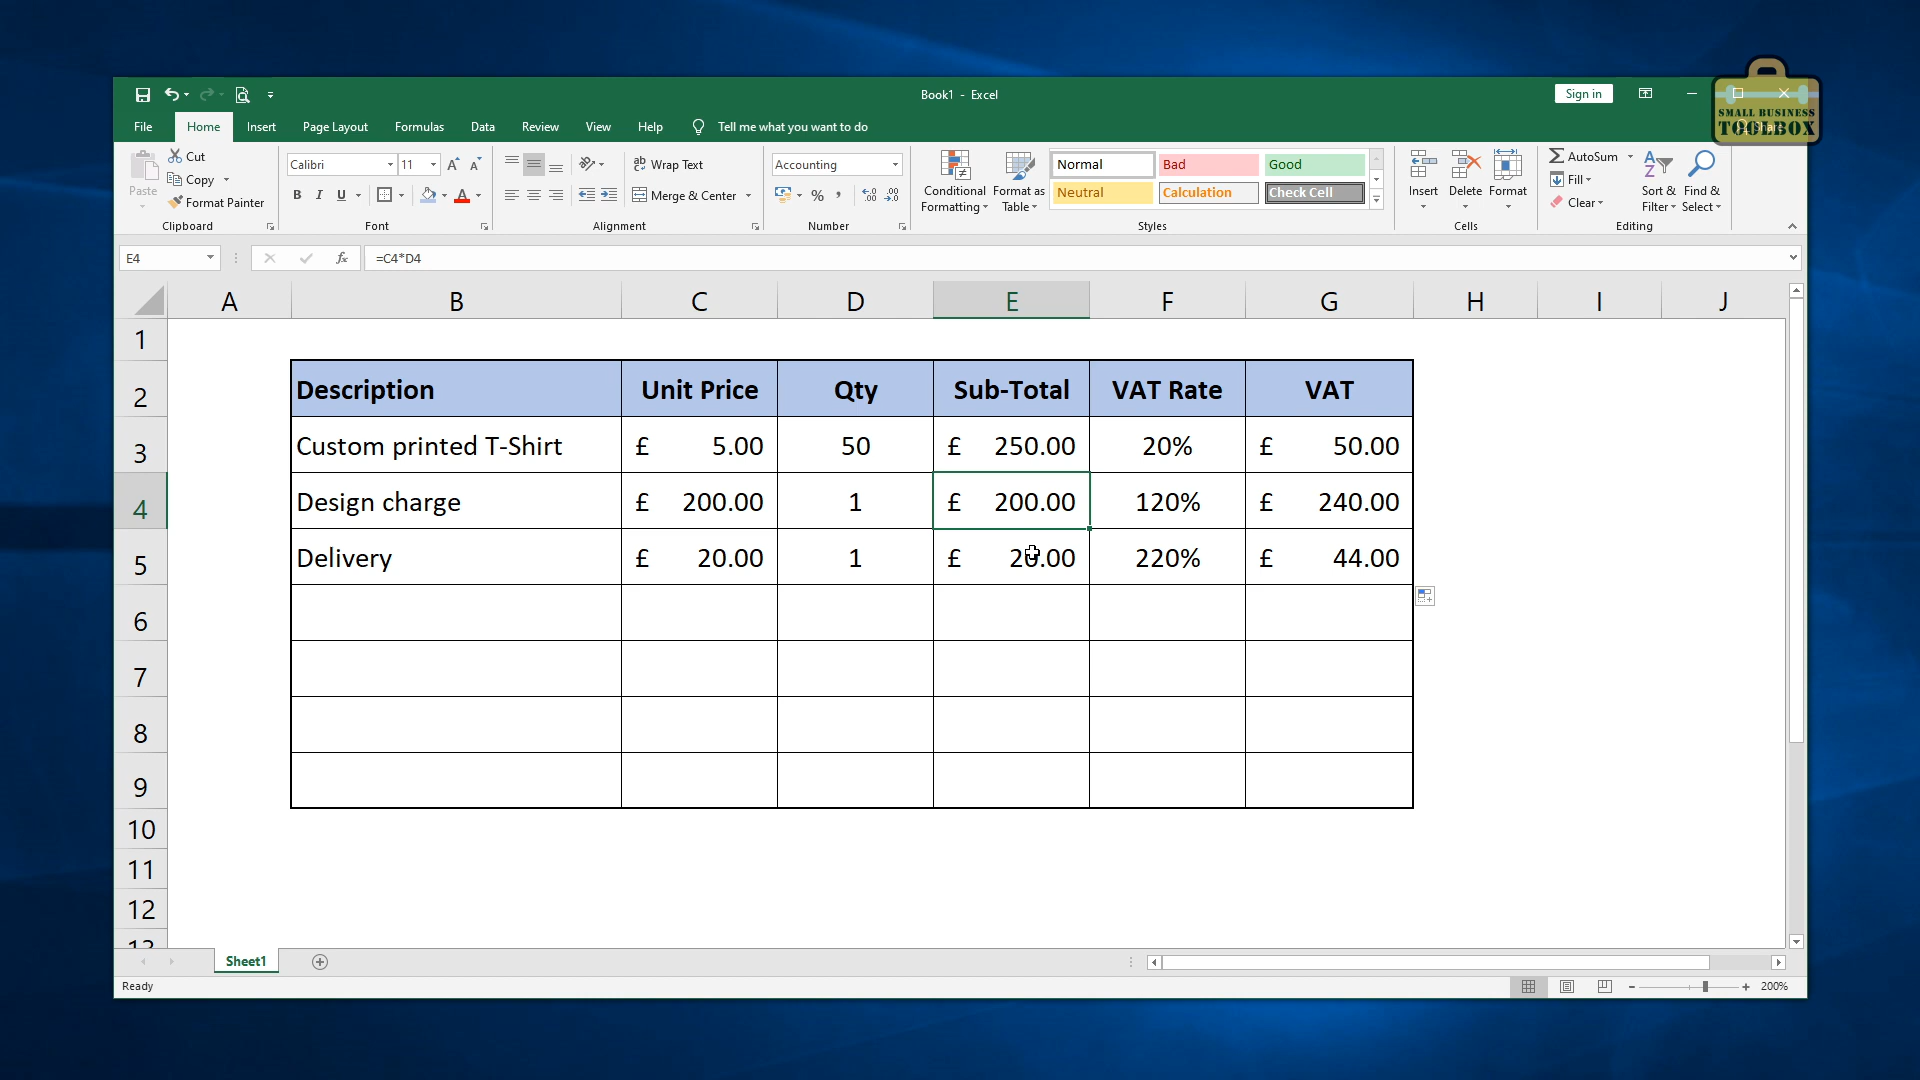 Book1 - Excel
Sign in
SMALL BUSINESS
TOOLBOX
File Home Insert Page Layout Formulas Data Review View Help Tell me what you want to do
Cut
Copy
Format Painter
Paste
Clipboard
Calibri 11
B I U
Font
Wrap Text
Merge & Center
Alignment
Accounting
%
Number
Conditional
Formatting
Format as
Table
Normal Bad Good
Neutral Calculation Check Cell
Styles
Insert Delete Format
Cells
AutoSum
Fill
Clear
Sort &
Filter
Find &
Select
Editing
E4 fx =C4*D4
A B C D E F G H I J
1
2 Description Unit Price Qty Sub-Total VAT Rate VAT
3 Custom printed T-Shirt £ 5.00 50 £ 250.00 20% £ 50.00
4 Design charge £ 200.00 1 £ 200.00 120% £ 240.00
5 Delivery £ 20.00 1 £ 20.00 220% £ 44.00
6
7
8
9
10
11
12
13
Sheet1
Ready
200%